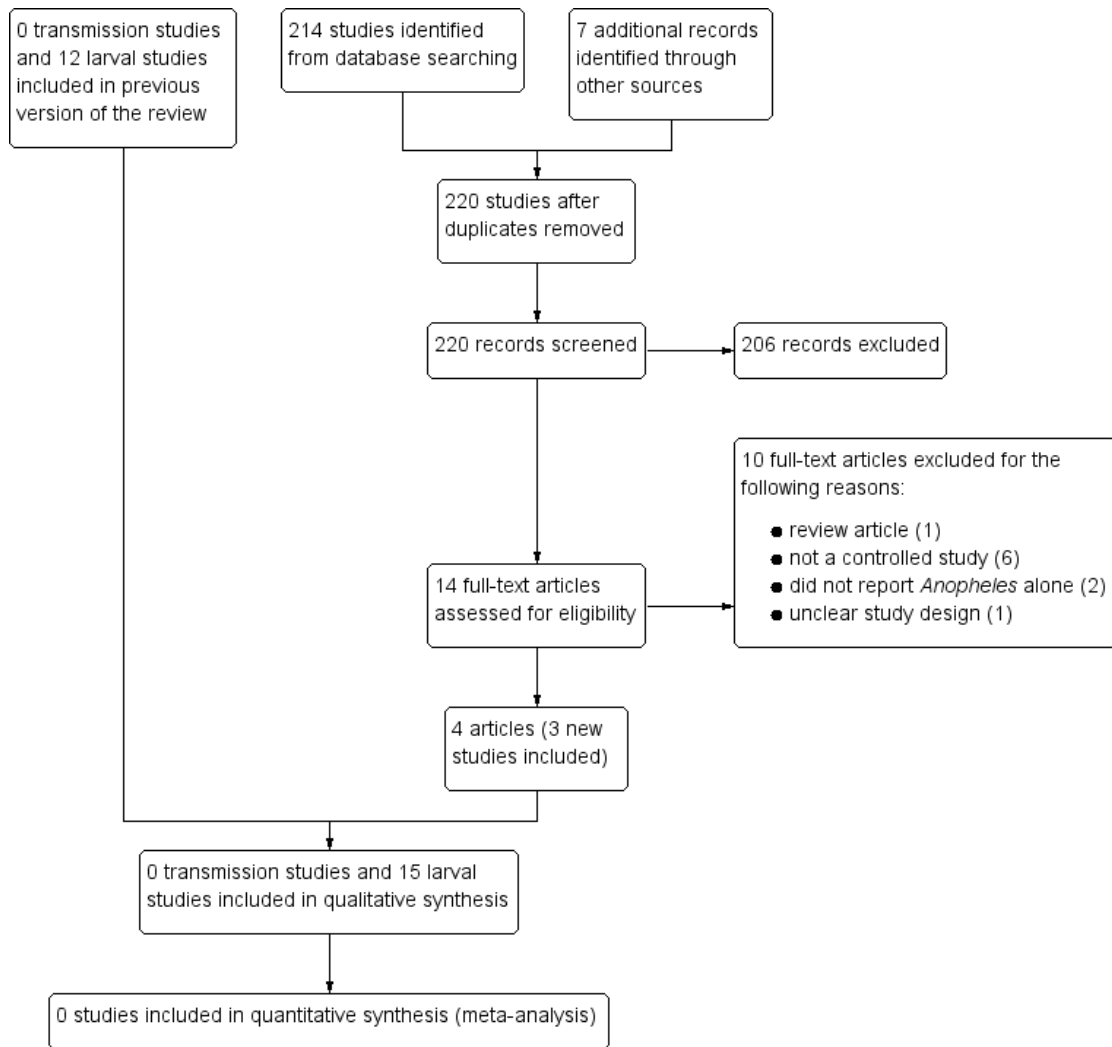 0 transmission studies
and 12 larval studies
included in previous
version of the review
214 studies identified
from database searching
7 additional records
identified through
other sources
220 studies after
duplicates removed
220 records screened
206 records excluded
10 full-text articles excluded for the
following reasons:
● review article (1)
● not a controlled study (6)
● did not report Anopheles alone (2)
● unclear study design (1)
14 full-text articles
assessed for eligibility
4 articles (3 new
studies included)
0 transmission studies and 15 larval
studies included in qualitative synthesis
0 studies included in quantitative synthesis (meta-analysis)